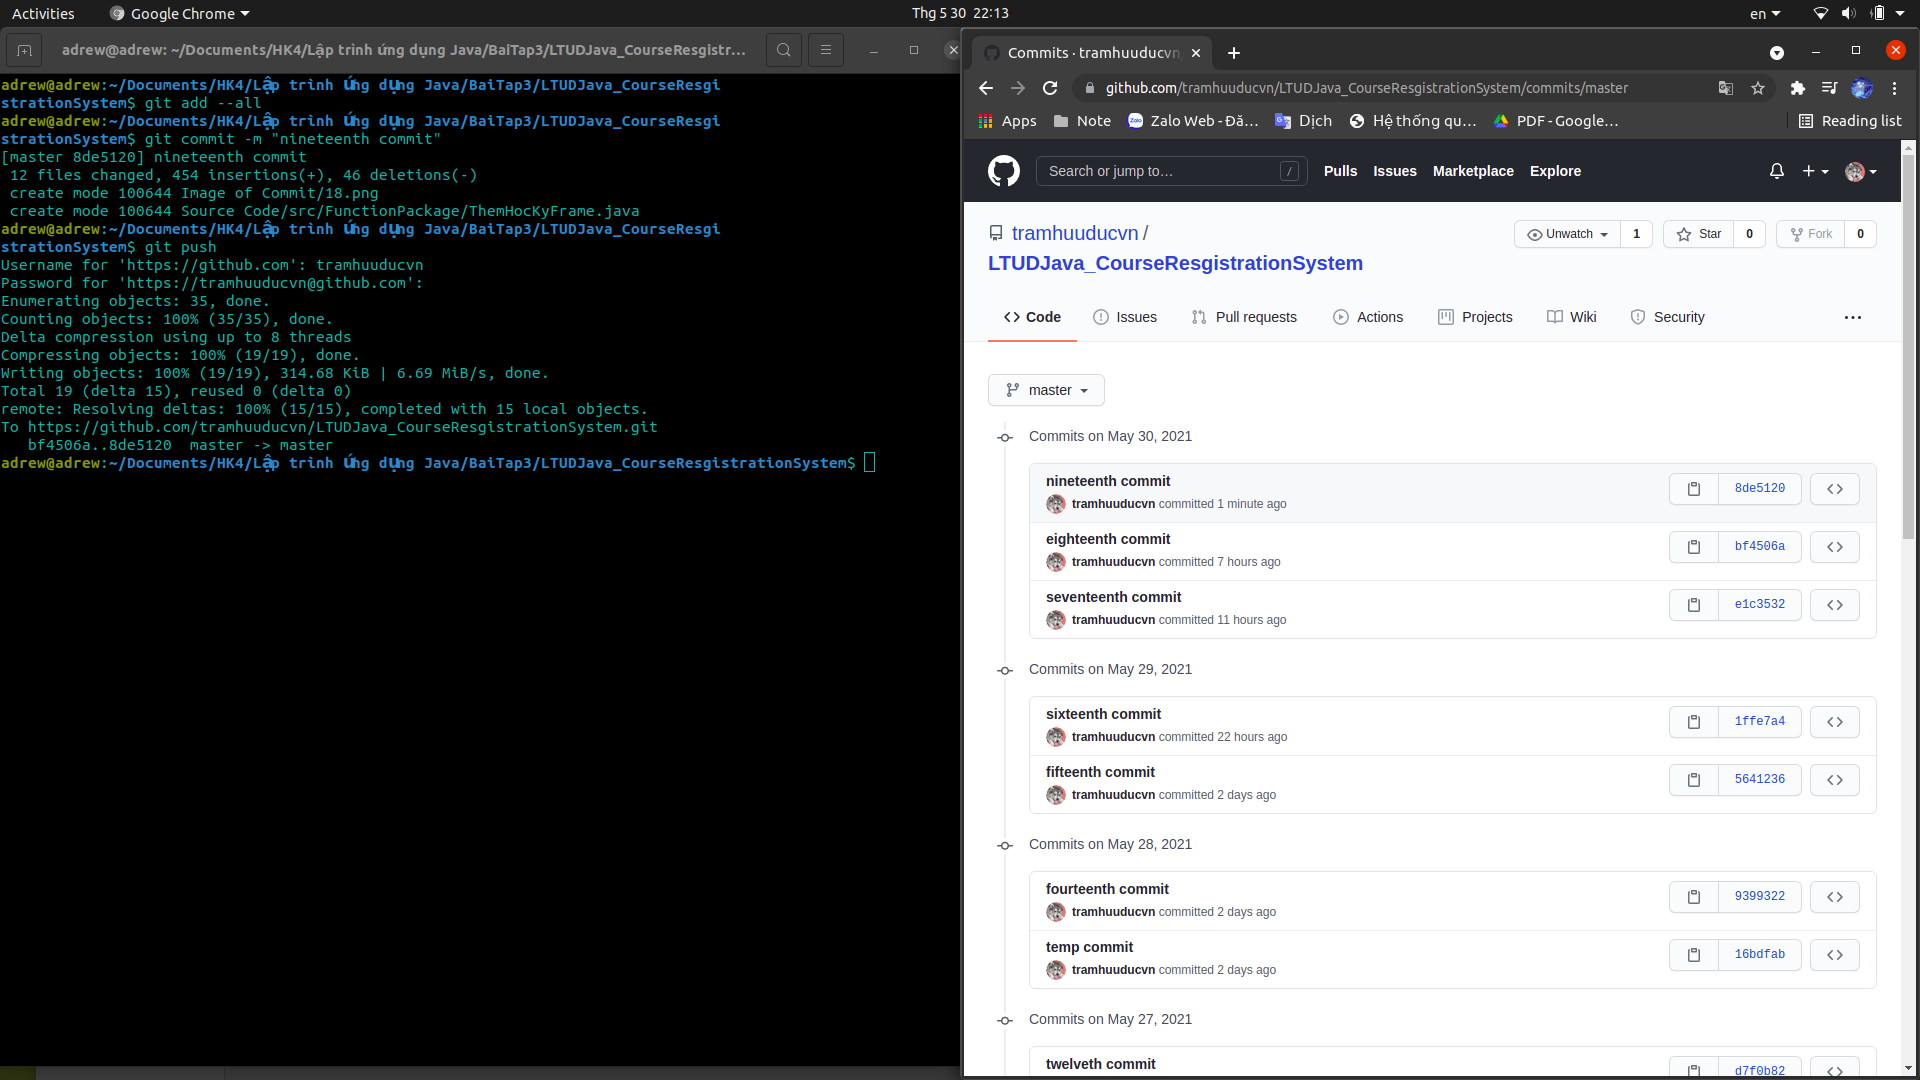 Activities
Google Chrome
Thg 5 30 22:13
en
adrew@adrew: ~/Documents/HK4/Lập trình ứng dụng Java/BaiTap3/LTUDJava_CourseResgistr...
adrew@adrew:~/Documents/HK4/Lập trình ứng dụng Java/BaiTap3/LTUDJava_CourseResgi
strationSystem$ git add --all
adrew@adrew:~/Documents/HK4/Lập trình ứng dụng Java/BaiTap3/LTUDJava_CourseResgi
strationSystem$ git commit -m "nineteenth commit"
[master 8de5120] nineteenth commit
12 files changed, 454 insertions(+), 46 deletions(-)
create mode 100644 Image of Commit/18.png
create mode 100644 Source Code/src/FunctionPackage/ThemHocKyFrame.java
adrew@adrew:~/Documents/HK4/Lập trình ứng dụng Java/BaiTap3/LTUDJava_CourseResgi
strationSystem$ git push
Username for 'https://github.com': tramhuuducvn
Password for 'https://tramhuuducvn@github.com':
Enumerating objects: 35, done.
Counting objects: 100% (35/35), done.
Delta compression using up to 8 threads
Compressing objects: 100% (19/19), done.
Writing objects: 100% (19/19), 314.68 KiB | 6.69 MiB/s, done.
Total 19 (delta 15), reused 0 (delta 0)
remote: Resolving deltas: 100% (15/15), completed with 15 local objects.
To https://github.com/tramhuuducvn/LTUDJava_CourseResgistrationSystem.git
bf4506a..8de5120 master -> master
adrew@adrew:~/Documents/HK4/Lập trình ứng dụng Java/BaiTap3/LTUDJava_CourseResgistrationSystem$
Commits · tramhuuducvn
github.com/tramhuuducvn/LTUDJava_CourseResgistrationSystem/commits/master
Apps Note Zalo Web - Đă... Dịch Hệ thống qu... PDF - Google... Reading list
Search or jump to... /
Pulls Issues Marketplace Explore
tramhuuducvn /
LTUDJava_CourseResgistrationSystem
Unwatch 1 Star 0 Fork 0
Code Issues Pull requests Actions Projects Wiki Security
master
Commits on May 30, 2021
nineteenth commit
tramhuuducvn committed 1 minute ago
8de5120
eighteenth commit
tramhuuducvn committed 7 hours ago
bf4506a
seventeenth commit
tramhuuducvn committed 11 hours ago
e1c3532
Commits on May 29, 2021
sixteenth commit
tramhuuducvn committed 22 hours ago
1ffe7a4
fifteenth commit
tramhuuducvn committed 2 days ago
5641236
Commits on May 28, 2021
fourteenth commit
tramhuuducvn committed 2 days ago
9399322
temp commit
tramhuuducvn committed 2 days ago
16bdfab
Commits on May 27, 2021
twelveth commit
d7f0b82